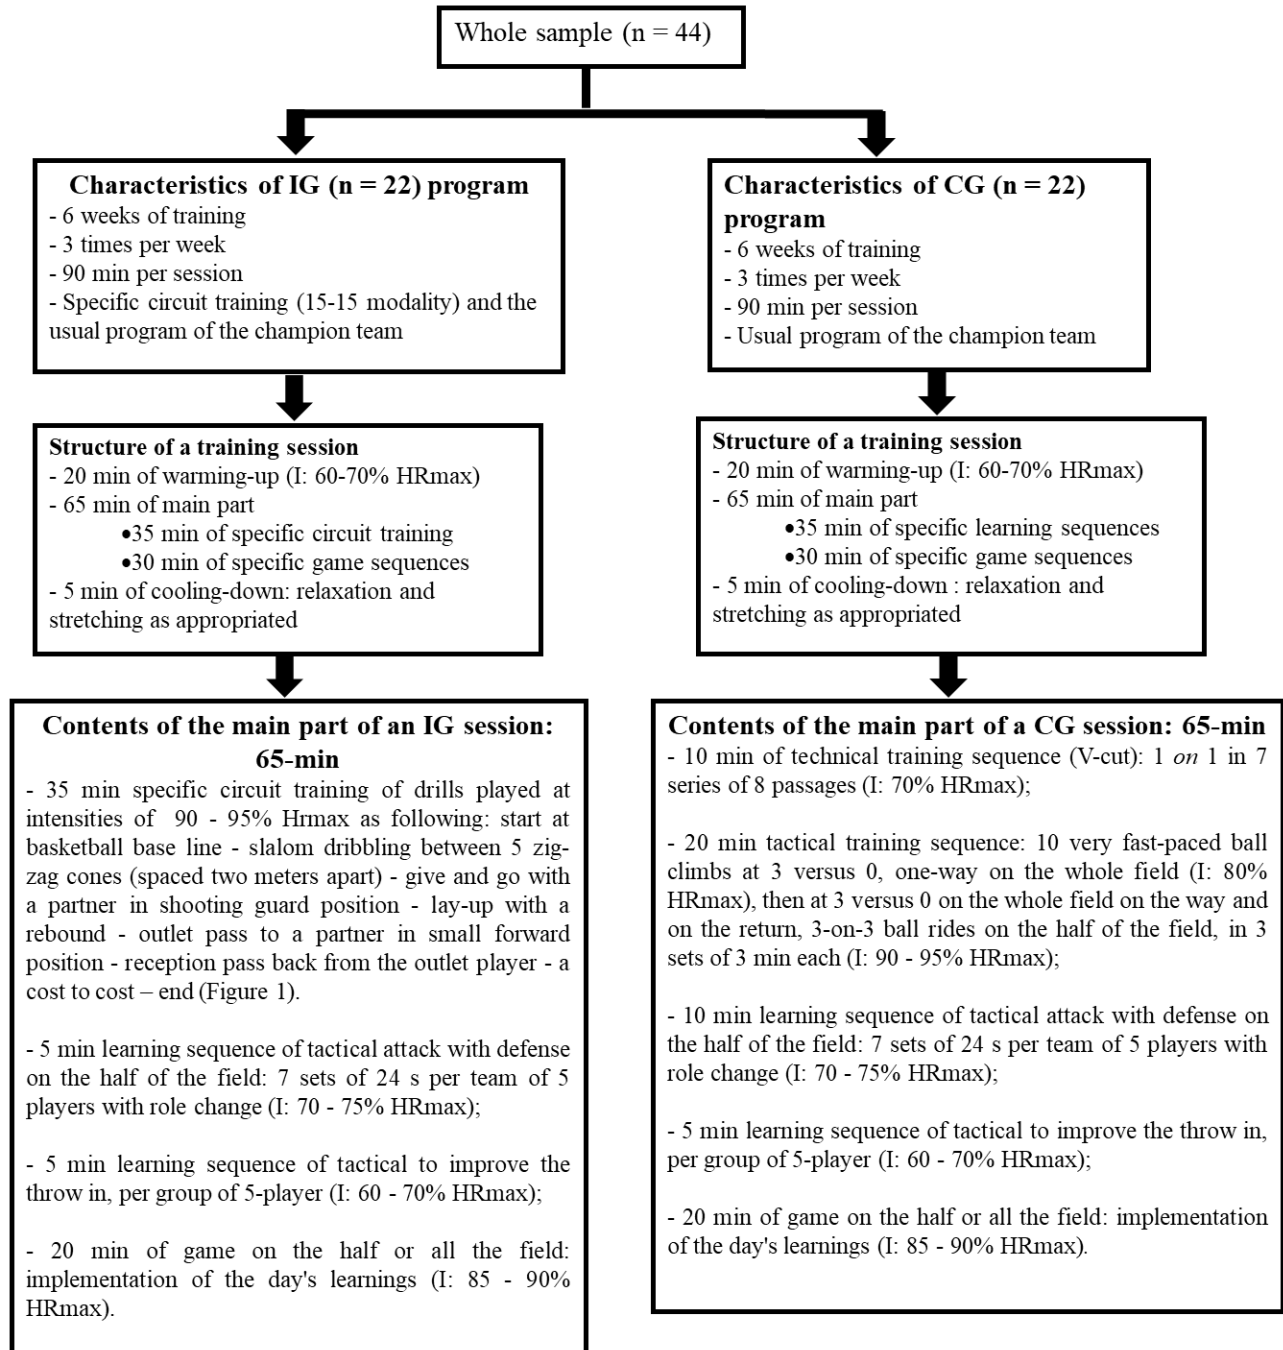 Whole sample (n = 44)
Characteristics of IG (n = 22) program
- 6 weeks of training
- 3 times per week
- 90 min per session
- Specific circuit training (15-15 modality) and the
usual program of the champion team
Characteristics of CG (n = 22)
program
- 6 weeks of training
- 3 times per week
- 90 min per session
- Usual program of the champion team
Structure of a training session
- 20 min of warming-up (I: 60-70% HRmax)
- 65 min of main part
•35 min of specific circuit training
•30 min of specific game sequences
- 5 min of cooling-down: relaxation and
stretching as appropriated
Structure of a training session
- 20 min of warming-up (I: 60-70% HRmax)
- 65 min of main part
•35 min of specific learning sequences
•30 min of specific game sequences
- 5 min of cooling-down : relaxation and
stretching as appropriated
Contents of the main part of an IG session:
65-min
- 35 min specific circuit training of drills played at
intensities of 90 - 95% Hrmax as following: start at
basketball base line - slalom dribbling between 5 zig-
zag cones (spaced two meters apart) - give and go with
a partner in shooting guard position - lay-up with a
rebound - outlet pass to a partner in small forward
position - reception pass back from the outlet player - a
cost to cost – end (Figure 1).
- 5 min learning sequence of tactical attack with defense
on the half of the field: 7 sets of 24 s per team of 5
players with role change (I: 70 - 75% HRmax);
- 5 min learning sequence of tactical to improve the
throw in, per group of 5-player (I: 60 - 70% HRmax);
- 20 min of game on the half or all the field:
implementation of the day's learnings (I: 85 - 90%
HRmax).
Contents of the main part of a CG session: 65-min
- 10 min of technical training sequence (V-cut): 1 on 1 in 7
series of 8 passages (I: 70% HRmax);
- 20 min tactical training sequence: 10 very fast-paced ball
climbs at 3 versus 0, one-way on the whole field (I: 80%
HRmax), then at 3 versus 0 on the whole field on the way and
on the return, 3-on-3 ball rides on the half of the field, in 3
sets of 3 min each (I: 90 - 95% HRmax);
- 10 min learning sequence of tactical attack with defense on
the half of the field: 7 sets of 24 s per team of 5 players with
role change (I: 70 - 75% HRmax);
- 5 min learning sequence of tactical to improve the throw in,
per group of 5-player (I: 60 - 70% HRmax);
- 20 min of game on the half or all the field: implementation
of the day's learnings (I: 85 - 90% HRmax).